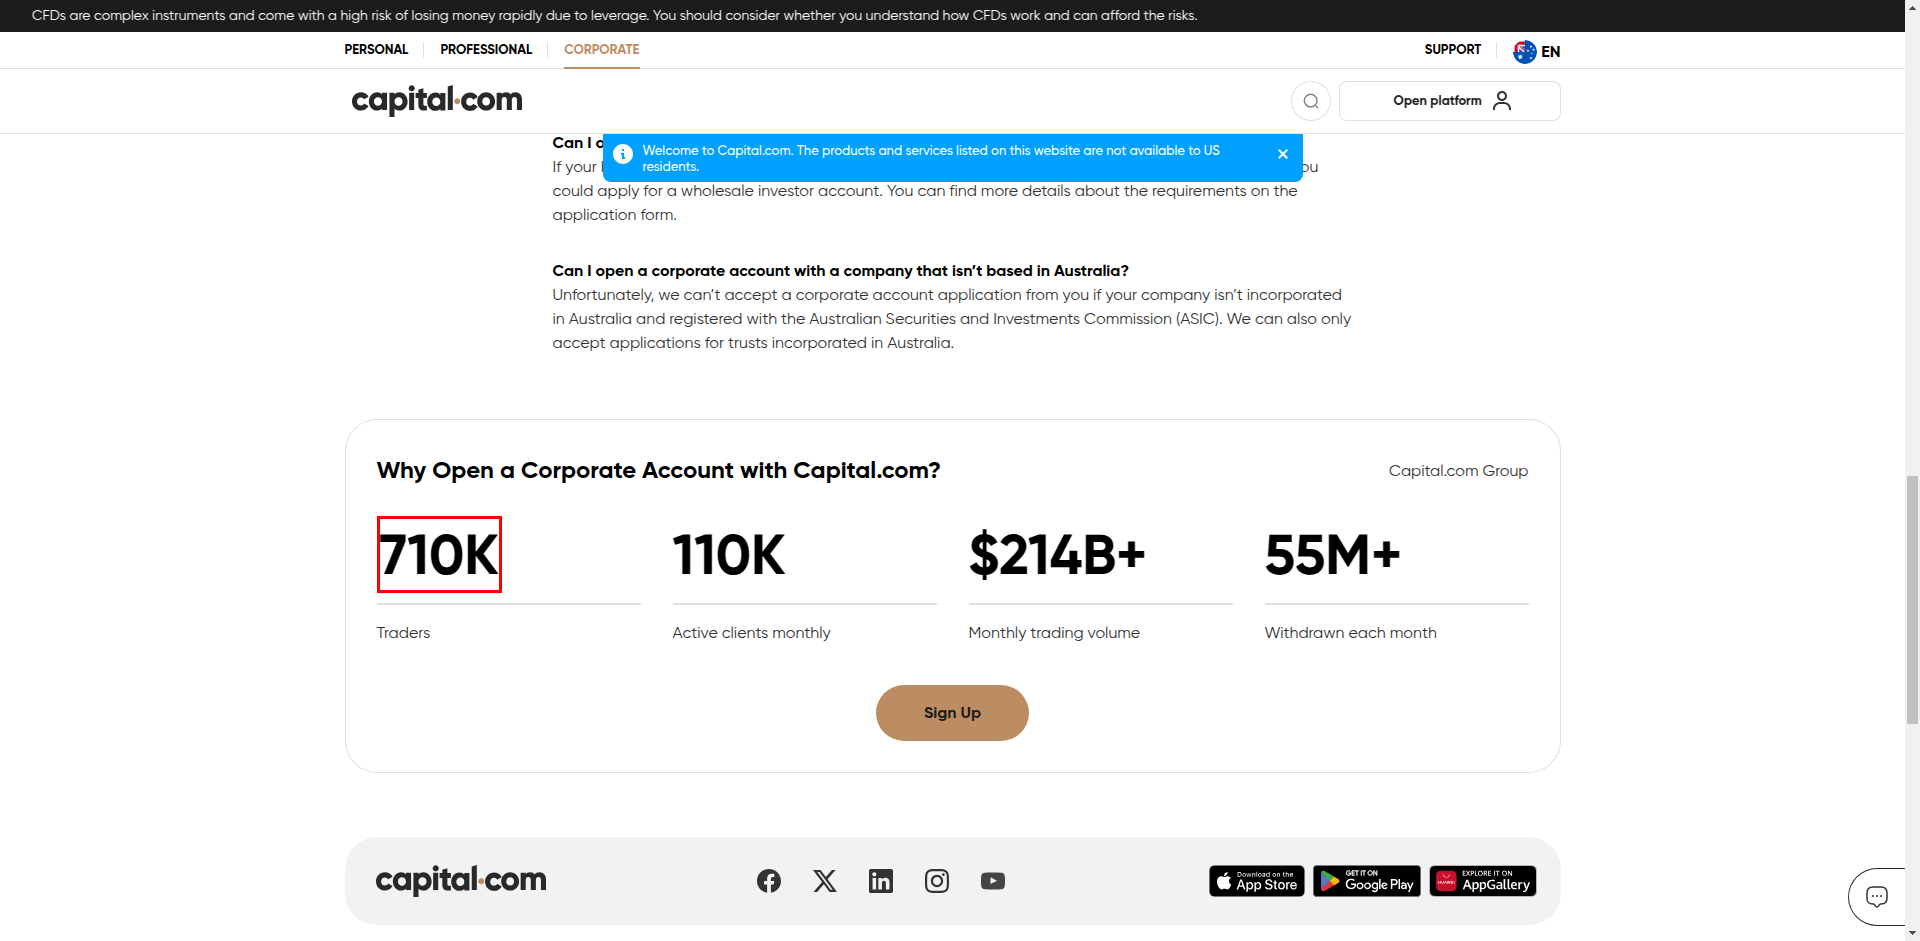 CFDs are complex instruments and come with a high risk of losing money rapidly due to leverage. You should consider whether you understand how CFDs work and can afford the risks.
PERSONAL PROFESSIONAL CORPORATE SUPPORT EN
capital.com Open platform
Can I o
Welcome to Capital.com. The products and services listed on this website are not available to US
residents.
If your
ou
could apply for a wholesale investor account. You can find more details about the requirements on the
application form.
Can I open a corporate account with a company that isn’t based in Australia?
Unfortunately, we can’t accept a corporate account application from you if your company isn’t incorporated
in Australia and registered with the Australian Securities and Investments Commission (ASIC). We can also only
accept applications for trusts incorporated in Australia.
Why Open a Corporate Account with Capital.com? Capital.com Group
710K 110K $214B+ 55M+
Traders Active clients monthly Monthly trading volume Withdrawn each month
Sign Up
capital.com
Download on the
App Store
GET IT ON
Google Play
HUAWEI
EXPLORE IT ON
AppGallery